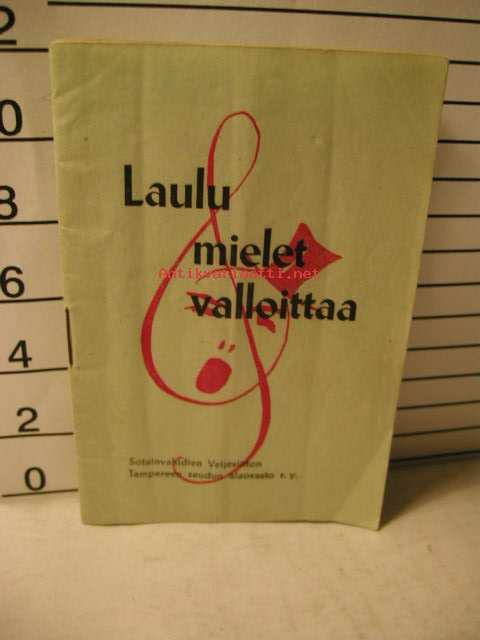 2
0
8
6
4
2
0
Laulu
mielet
Antikvariaatti.net
valloittaa
Sotainvalidien Veljesliiton
Tampereen seudun alaosasto r. y.